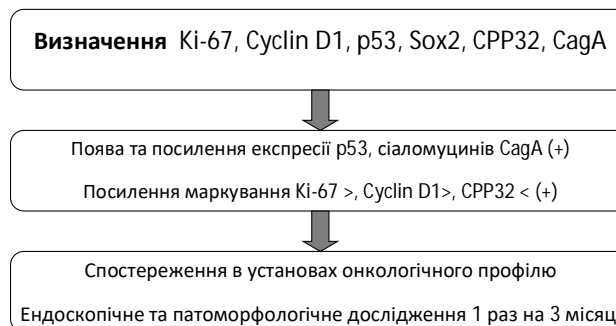 Визначення Ki-67, Cyclin D1, p53, Sox2, CPP32, CagA
Поява та посилення експресії p53, сіаломуцинів CagA (+)
Посилення маркування Ki-67 >, Cyclin D1>, CPP32 < (+)
Спостереження в установах онкологічного профілю
Ендоскопічне та патоморфологічне дослідження 1 раз на 3 місяц